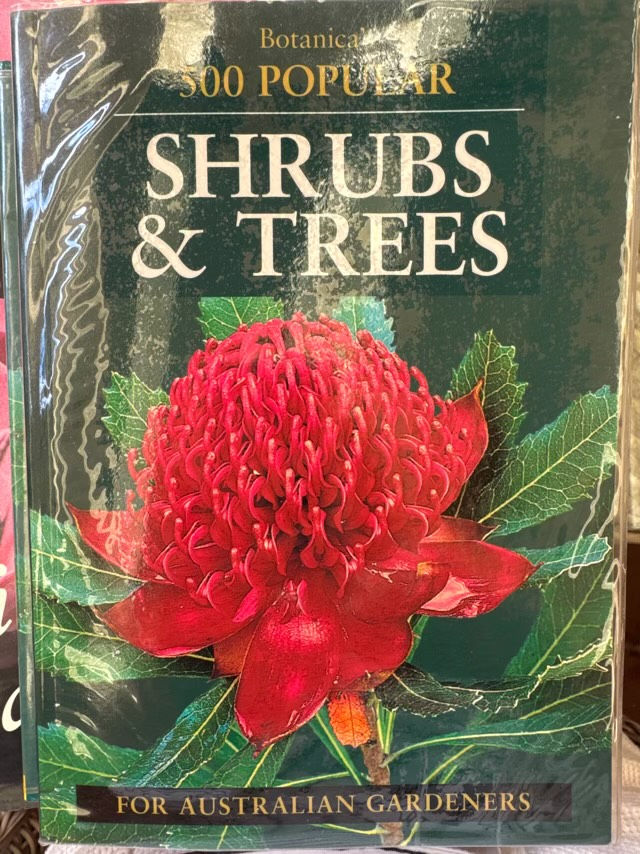 Botanica's
500 POPULAR
SHRUBS
& TREES
FOR AUSTRALIAN GARDENERS